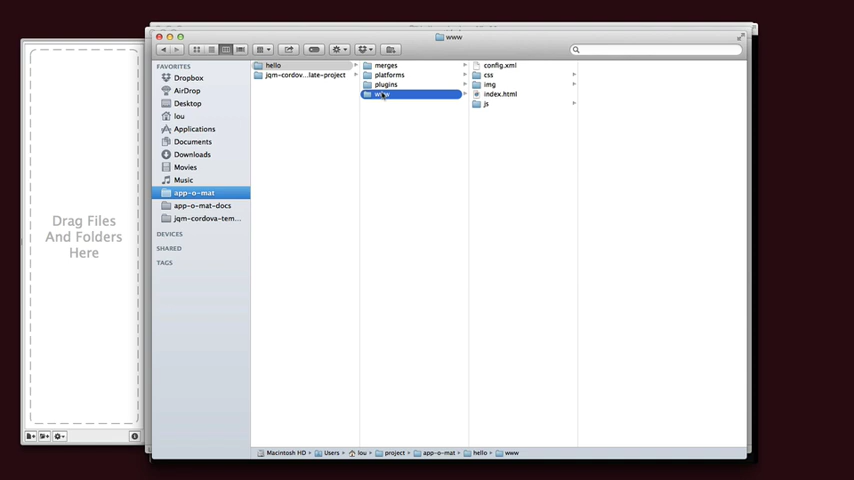 www
FAVORITES
Dropbox
AirDrop
Desktop
lou
Applications
Documents
Downloads
Movies
Music
app-o-mat
app-o-mat-docs
jqm-cordova-tem...
DEVICES
SHARED
TAGS
hello
jqm-cordov...late-project
merges
platforms
plugins
www
config.xml
css
img
index.html
js
Drag Files
And Folders
Here
Macintosh HD
Users
lou
project
app-o-mat
hello
www